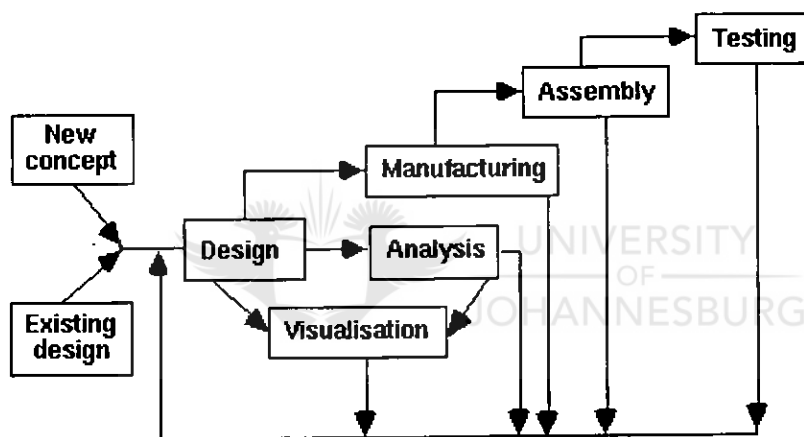 Testing
Assembly
New
concept
Manufacturing
Design
Analysis
UNIVERSITY
OF
JOHANNESBURG
Existing
design
Visualisation